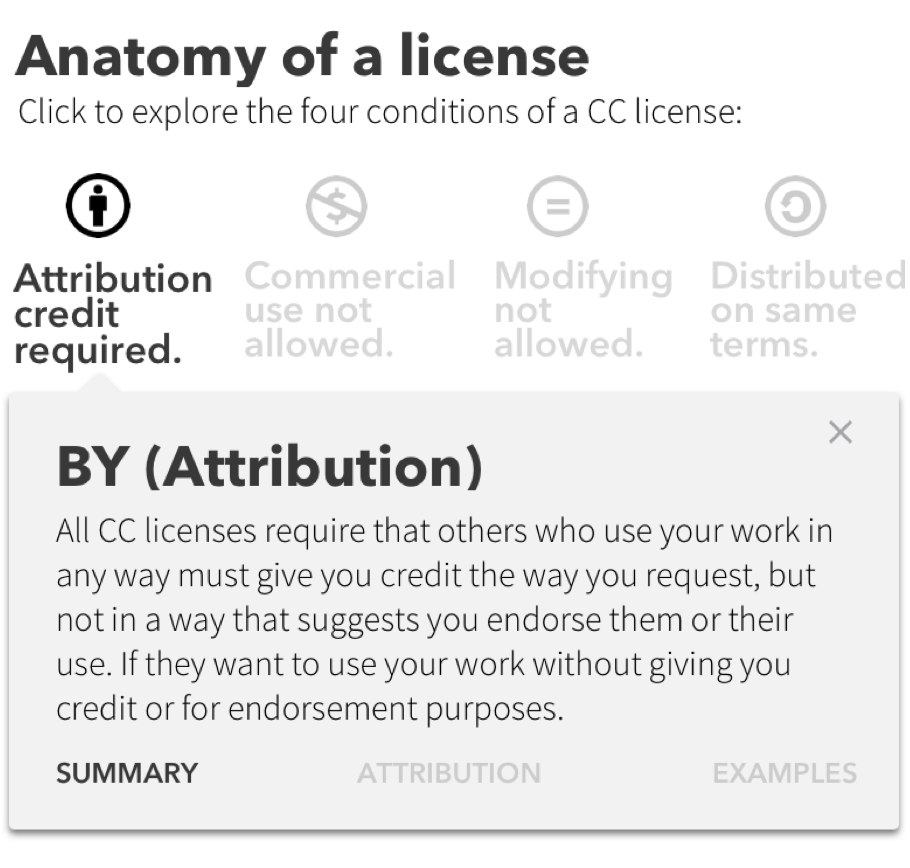 Anatomy of a license
Click to explore the four conditions of a CC license:
Attribution
credit
required.
Commercial
use not
allowed.
Modifying
not
allowed.
Distributed
on same
terms.
BY (Attribution)
All CC licenses require that others who use your work in
any way must give you credit the way you request, but
not in a way that suggests you endorse them or their
use. If they want to use your work without giving you
credit or for endorsement purposes.
SUMMARY
ATTRIBUTION
EXAMPLES